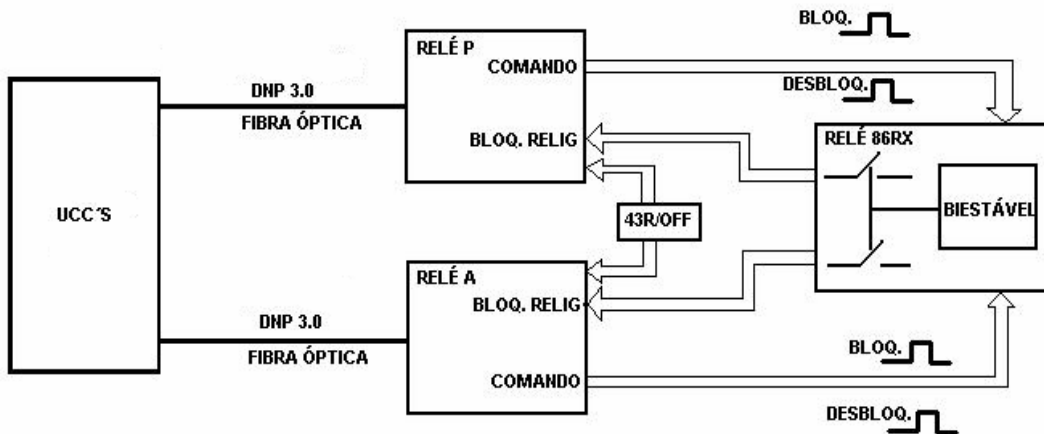 BLOQ.
RELÉ P
COMANDO
DESBLOQ.
DNP 3.0
FIBRA ÓPTICA
BLOQ. RELIG
RELÉ 86RX
UCC´S
43R/OFF
BIESTÁVEL
RELÉ A
BLOQ. RELIG
DNP 3.0
FIBRA ÓPTICA
BLOQ.
COMANDO
DESBLOQ.